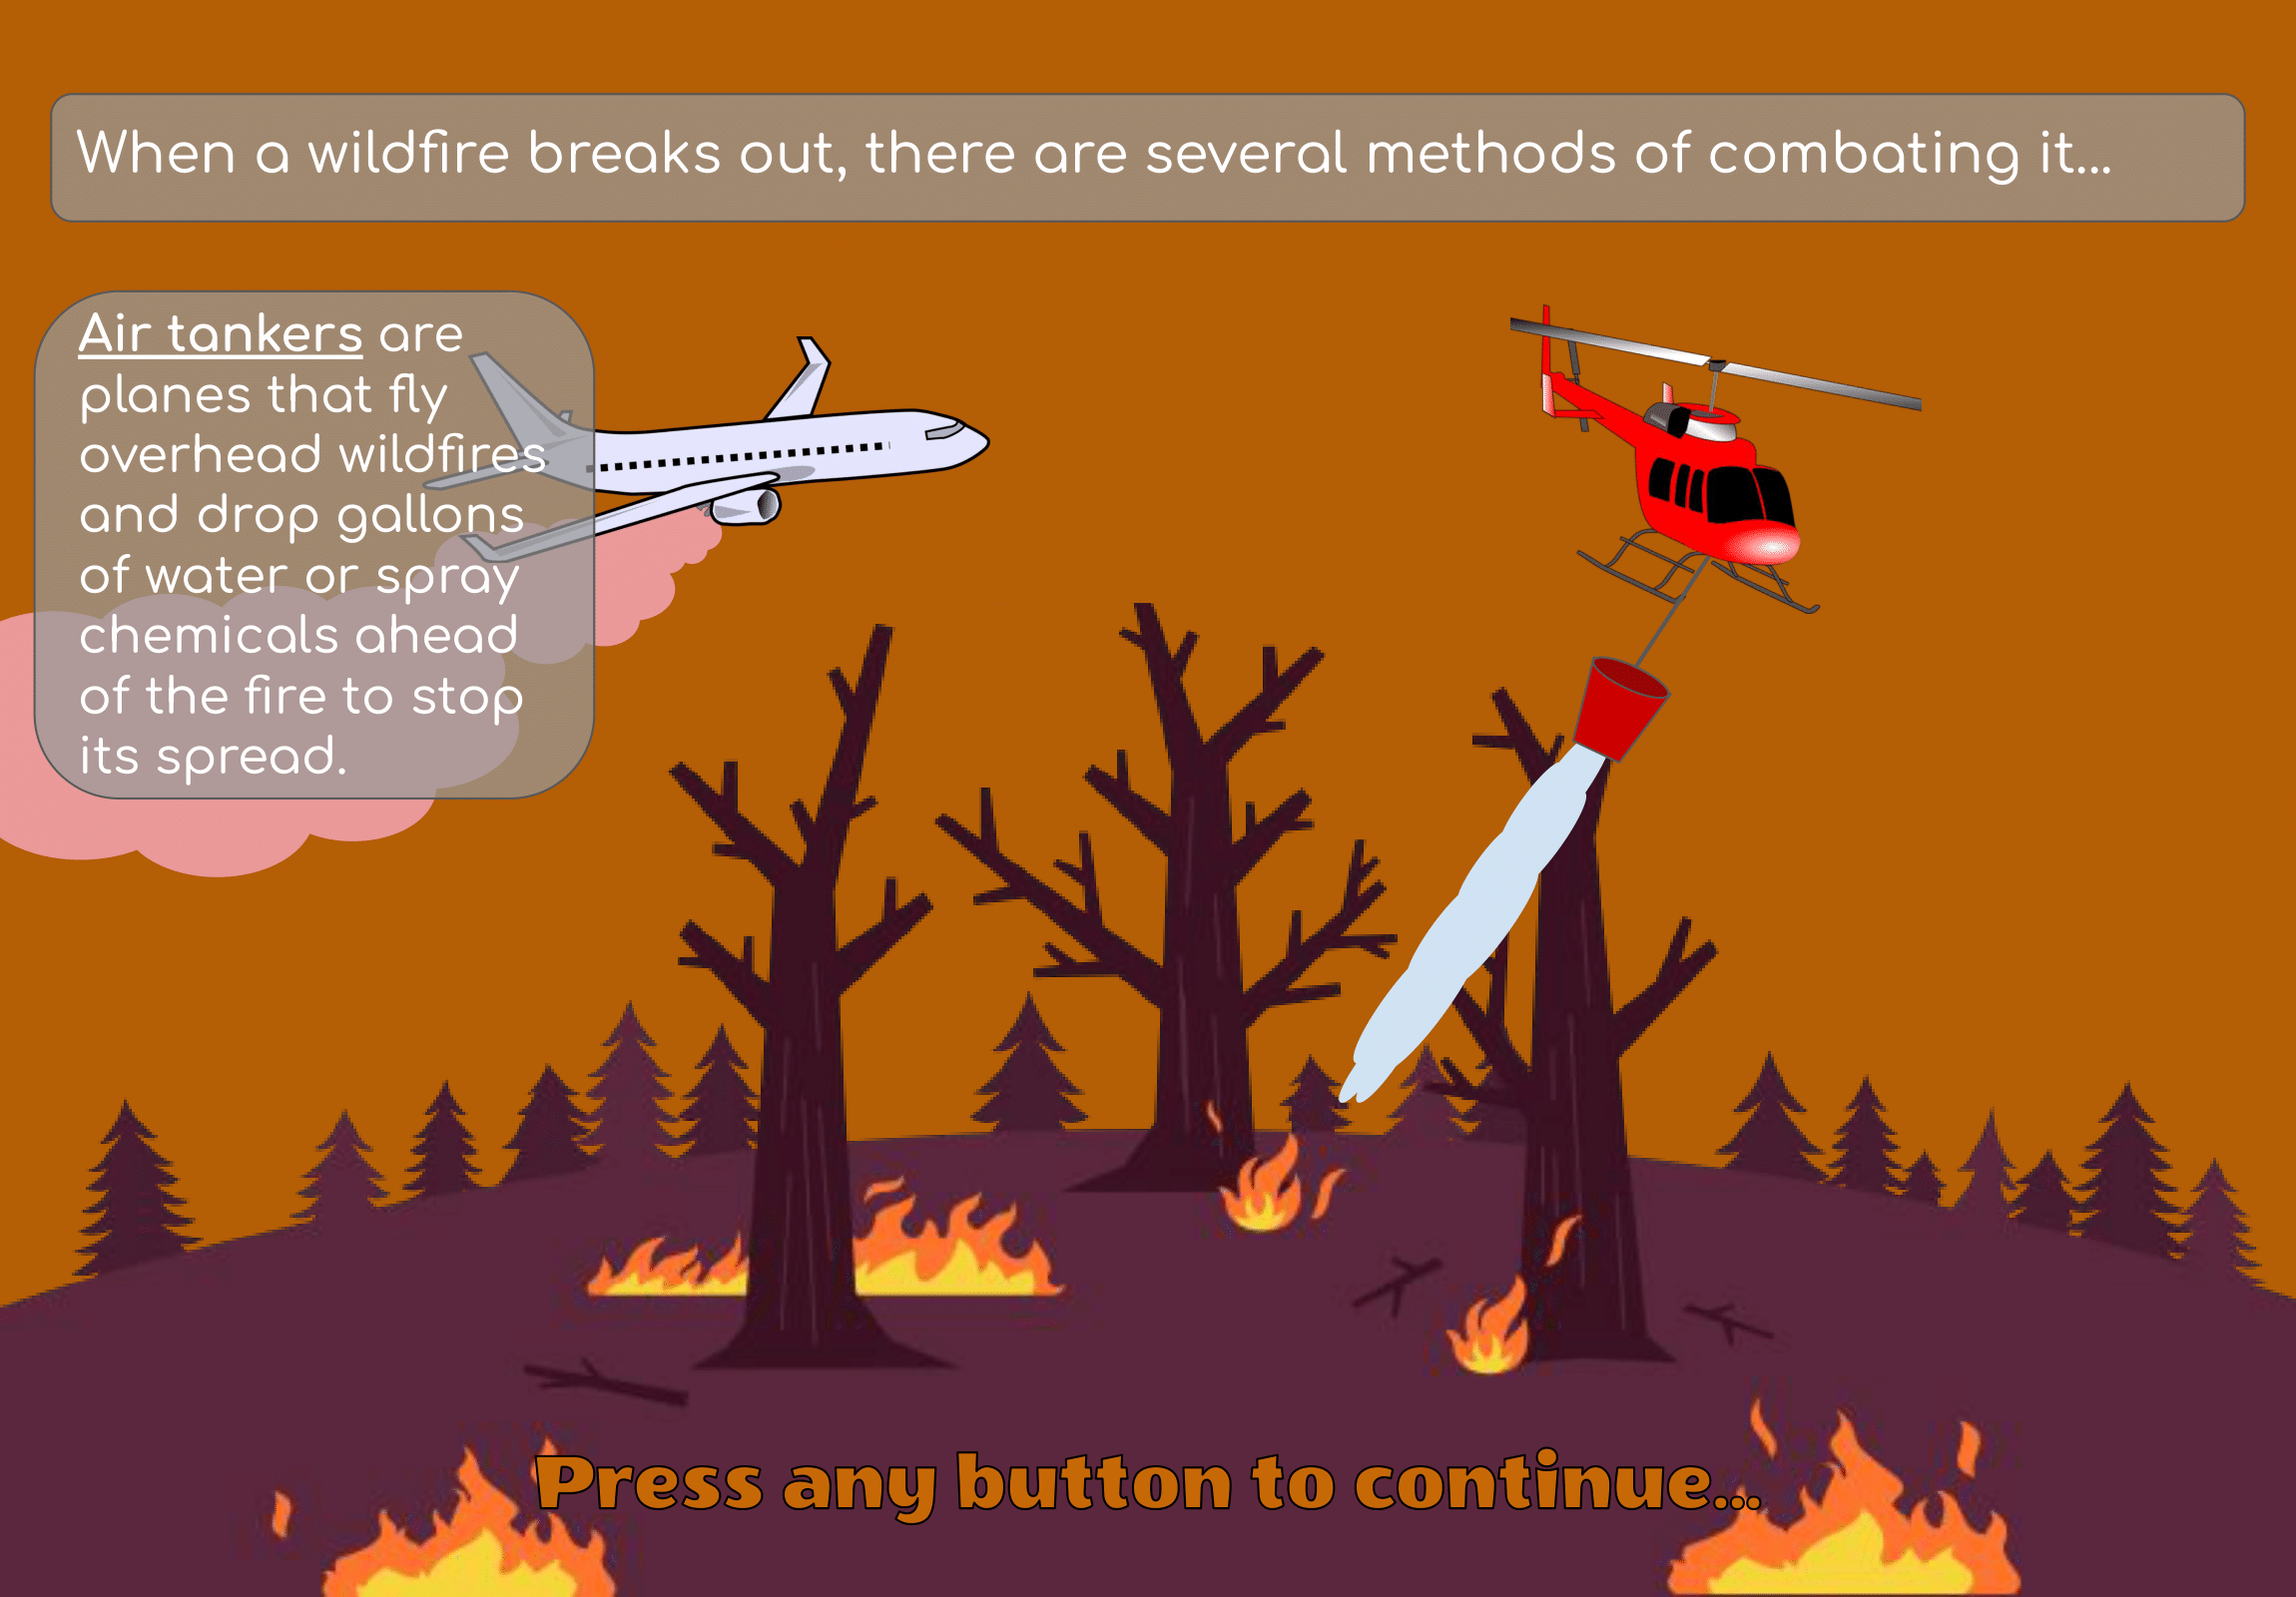 When a wildfire breaks out, there are several methods of combating it...
Air tankers are
planes that fly
overhead wildfires
and drop gallons
of water or spray
chemicals ahead
of the fire to stop
its spread.
Press any button to continue...